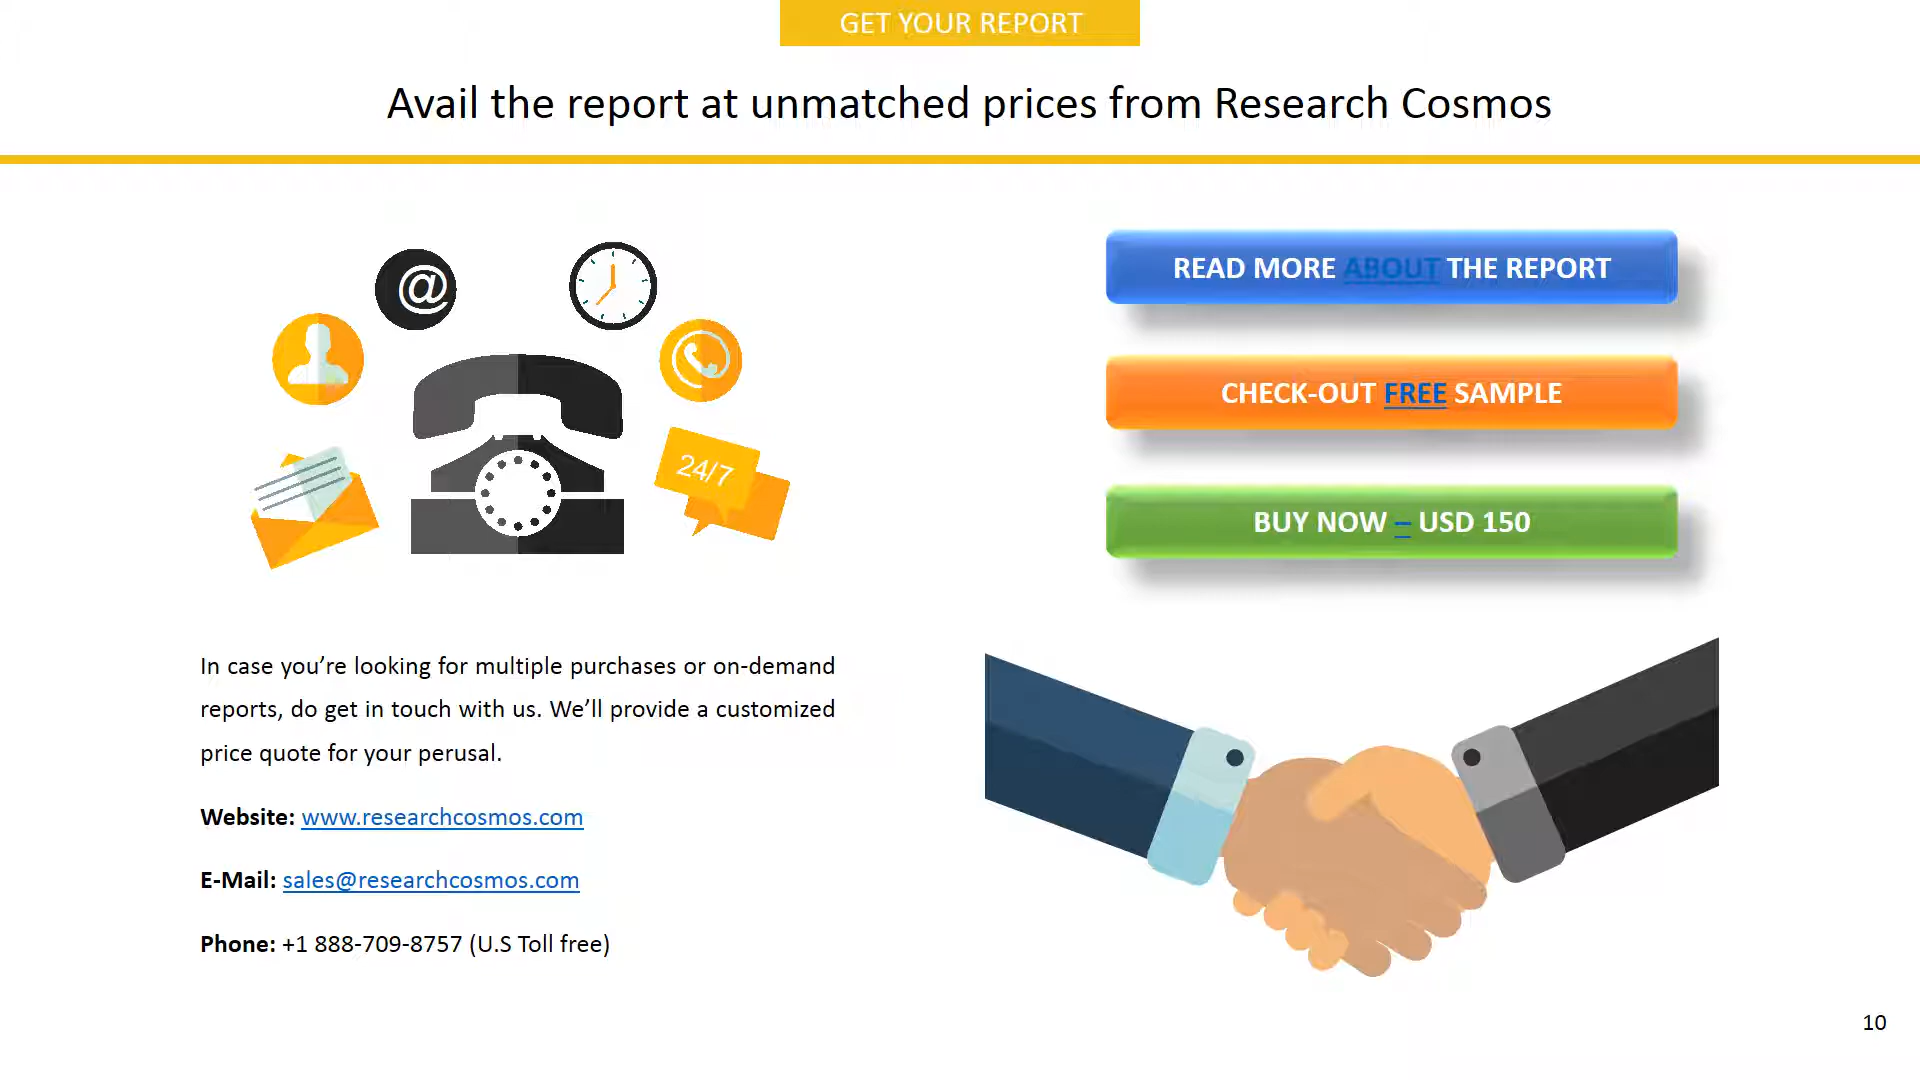 GET YOUR REPORT
Avail the report at unmatched prices from Research Cosmos
@
24/7
READ MORE ABOUT THE REPORT
CHECK-OUT FREE SAMPLE
BUY NOW – USD 150
In case you’re looking for multiple purchases or on-demand
reports, do get in touch with us. We’ll provide a customized
price quote for your perusal.
Website: www.researchcosmos.com
E-Mail: sales@researchcosmos.com
Phone: +1 888-709-8757 (U.S Toll free)
10